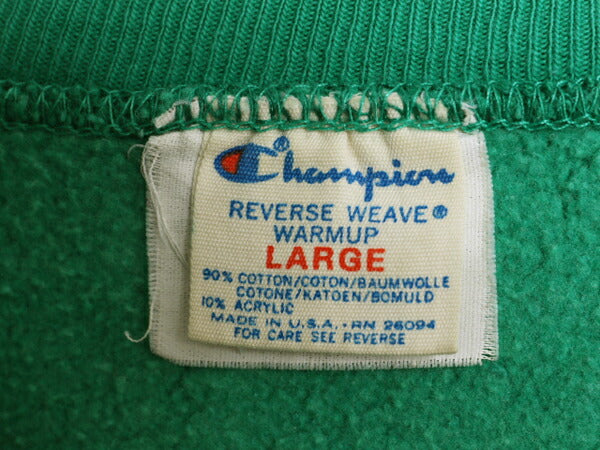 Champion
REVERSE WEAVE®
WARMUP
LARGE
90% COTTON/COTON/BAUMWOLLE
COTONE/KATOEN/BOMULD
10% ACRYLIC
MADE IN U.S.A. • RN 26094
FOR CARE SEE REVERSE